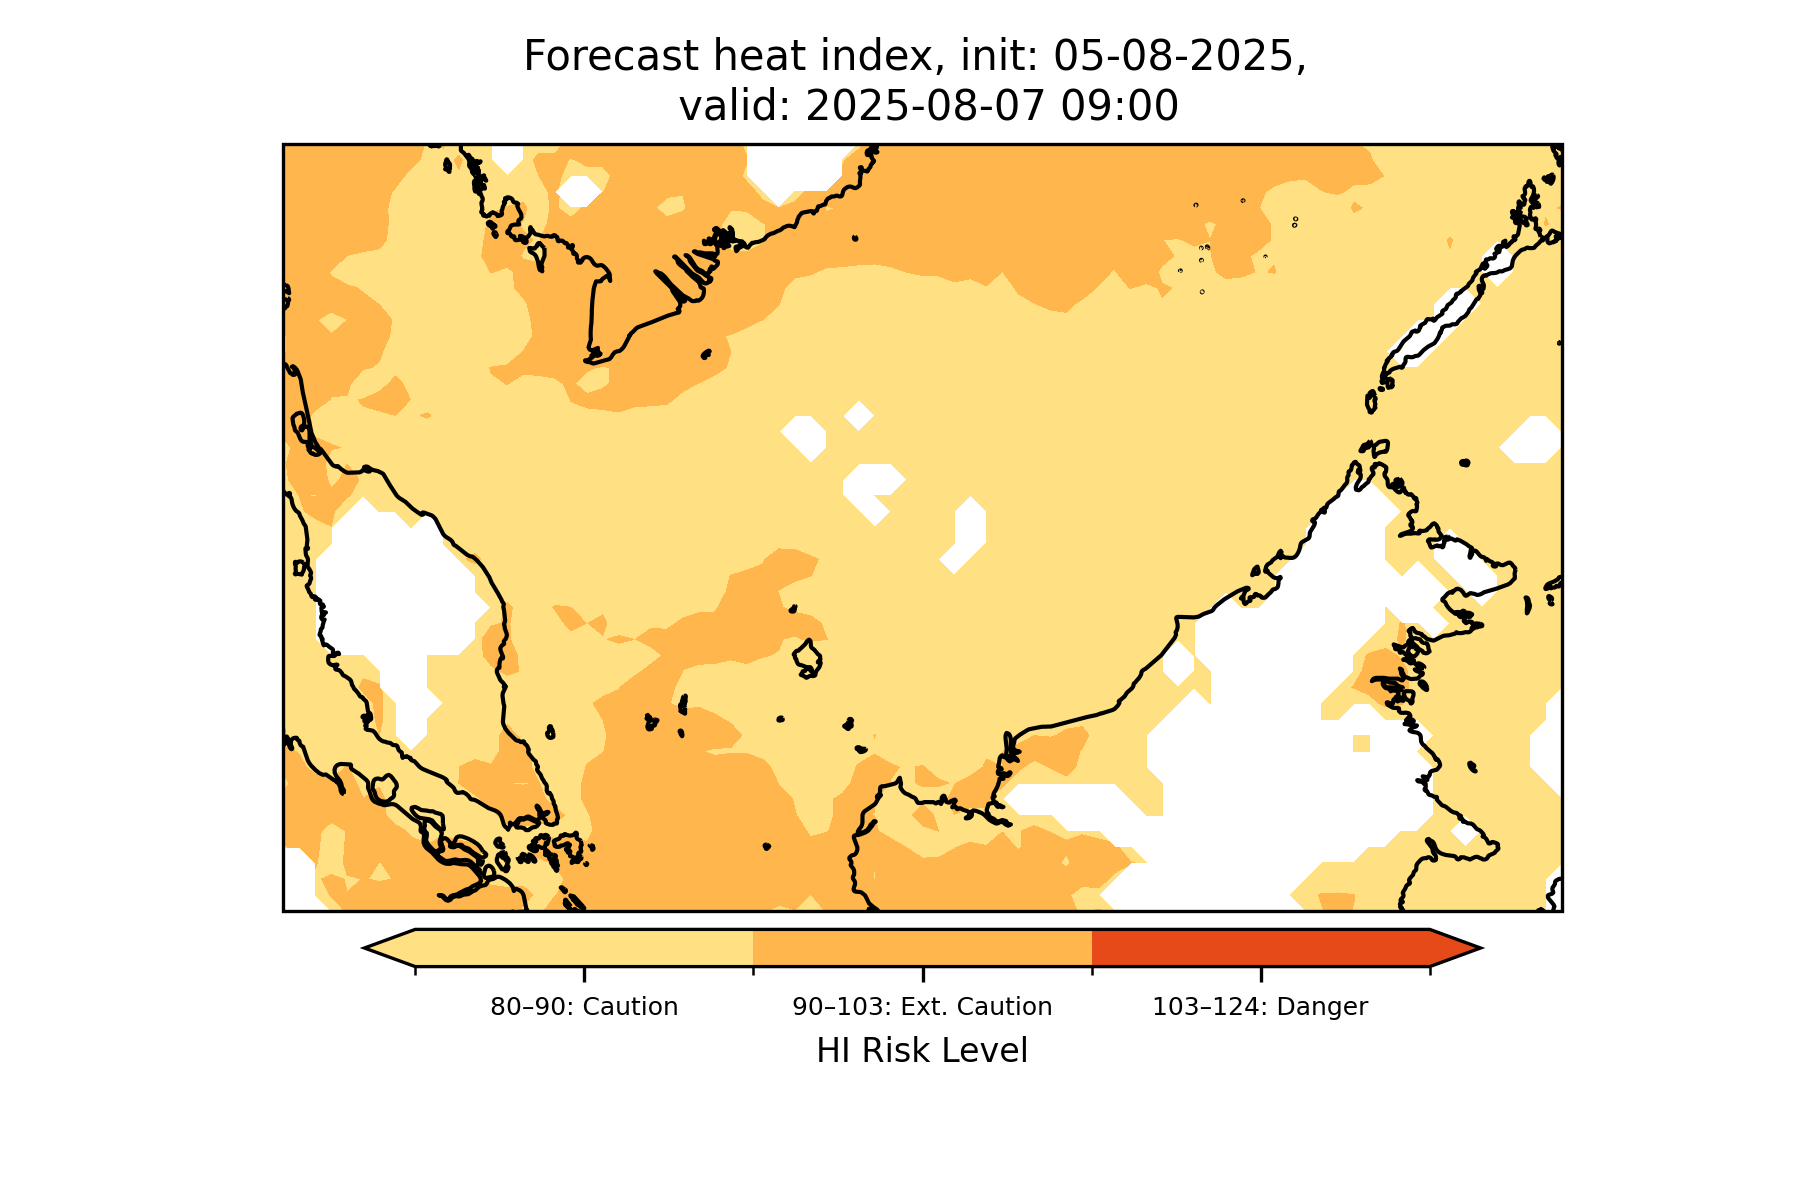 Forecast heat index, init: 05-08-2025,
valid: 2025-08-07 09:00
80–90: Caution
90–103: Ext. Caution
103–124: Danger
HI Risk Level